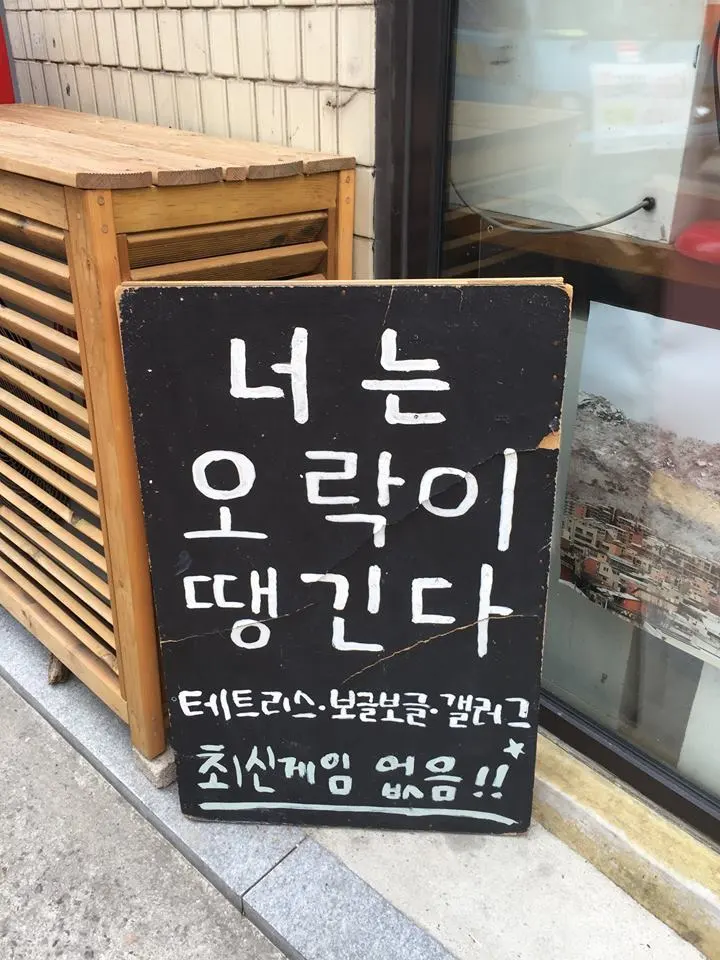 너는
오락이
땡긴다
테트리스·보글보글·갤러그
최신게임 없음!!